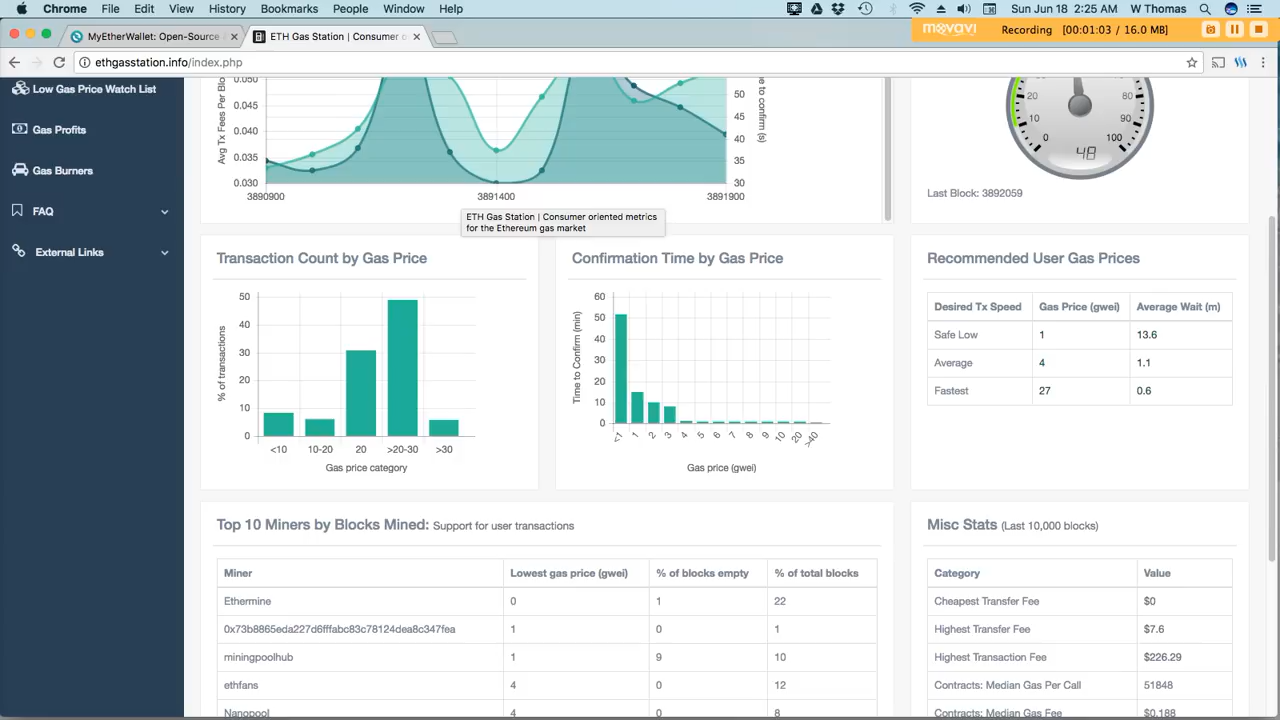 Chrome File Edit View History Bookmarks People Window Help Sun Jun 18 2:25 AM W Thomas
MyEtherWallet: Open-Source
ETH Gas Station | Consumer o
movavi Recording [00:01:03 / 16.0 MB]
ethgasstation.info/index.php
Low Gas Price Watch List
Gas Profits
Gas Burners
FAQ
External Links
Avg Tx Fees Per Blo
0.050
0.045
0.040
0.035
0.030
3890900 3891400 3891900
50
45
40
35
30
e to confirm (s)
20 80
10 90
0 100
48
Last Block: 3892059
ETH Gas Station | Consumer oriented metrics
for the Ethereum gas market
Transaction Count by Gas Price
% of transactions
50
40
30
20
10
0
<10 10-20 20 >20-30 >30
Gas price category
Confirmation Time by Gas Price
Time to Confirm (min)
60
50
40
30
20
10
0
<1 1 2 3 4 5 6 7 8 9 10 20 >40
Gas price (gwei)
Recommended User Gas Prices
Desired Tx Speed Gas Price (gwei) Average Wait (m)
Safe Low 1 13.6
Average 4 1.1
Fastest 27 0.6
Top 10 Miners by Blocks Mined: Support for user transactions
Miner Lowest gas price (gwei) % of blocks empty % of total blocks
Ethermine 0 1 22
0x73b8865eda227d6fffabc83c78124dea8c347fea 1 0 1
miningpoolhub 1 9 10
ethfans 4 0 12
Nanopool 4 0 8
Misc Stats (Last 10,000 blocks)
Category Value
Cheapest Transfer Fee $0
Highest Transfer Fee $7.6
Highest Transaction Fee $226.29
Contracts: Median Gas Per Call 51848
Contracts: Median Gas Fee $0.188